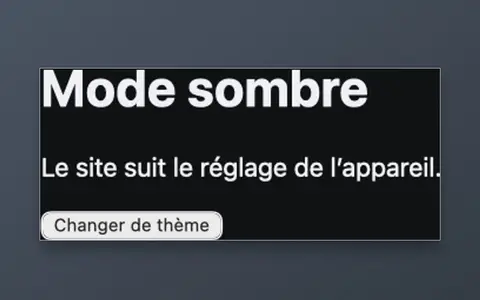 Mode sombre
Le site suit le réglage de l’appareil.
Changer de thème